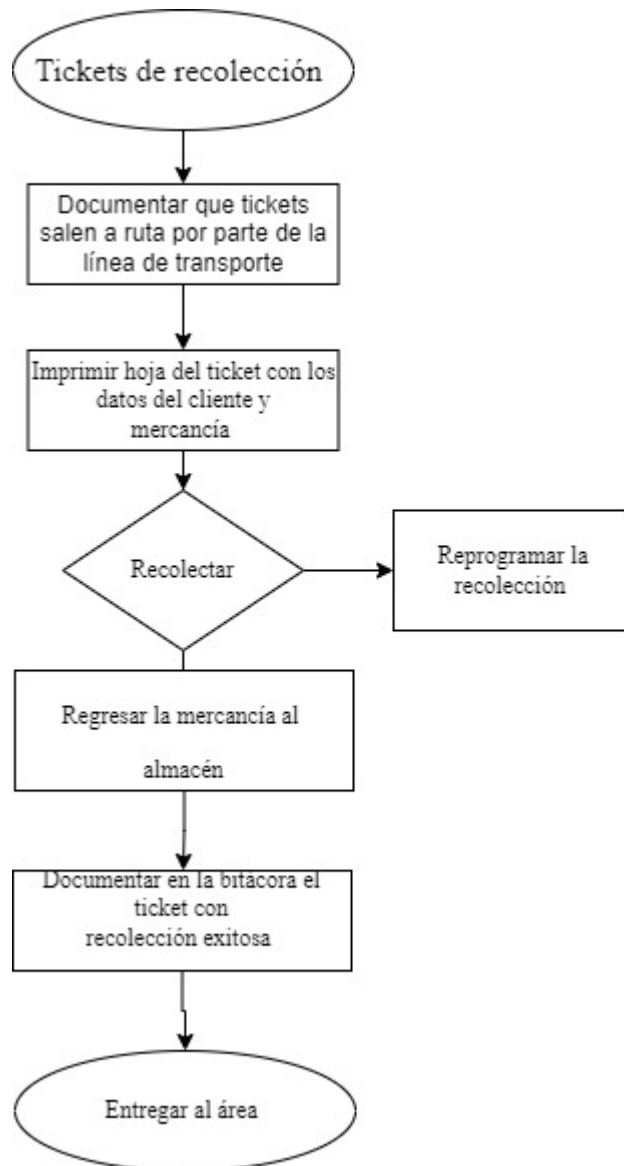 Tickets de recolección
Documentar que tickets
salen a ruta por parte de la
línea de transporte
Imprimir hoja del ticket con los
datos del cliente y
mercancía
Recolectar
Reprogramar la
recolección
Regresar la mercancía al
almacén
Documentar en la bitácora el
ticket con
recolección exitosa
Entregar al área